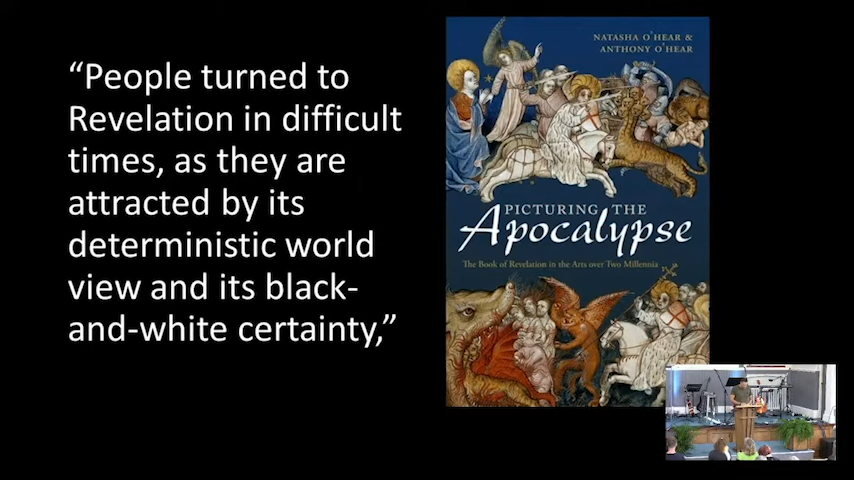 “People turned to
Revelation in difficult
times, as they are
attracted by its
deterministic world
view and its black-
and-white certainty,”
NATASHA O'HEAR &
ANTHONY O'HEAR
PICTURING THE
Apocalypse
The Book of Revelation in the Arts over Two Millennia